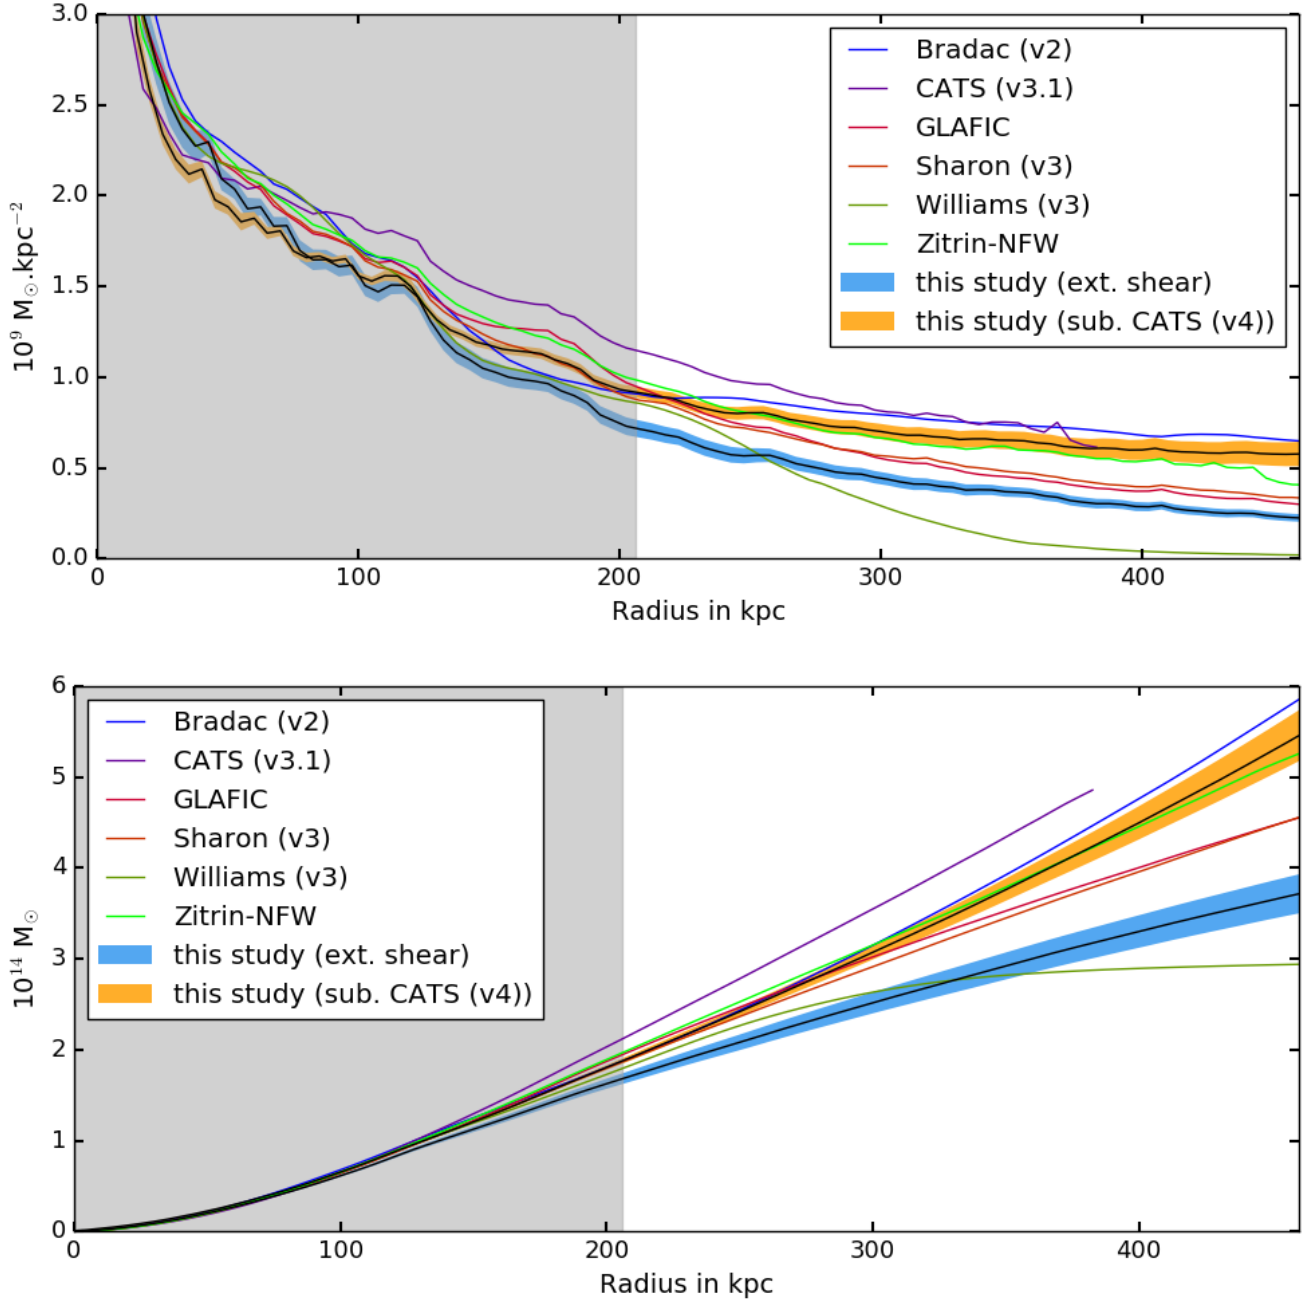 3.0
2.5
2.0
1.5
1.0
0.5
0.0
10⁹ M☉.kpc⁻²
0 100 200 300 400
Radius in kpc
Bradac (v2)
CATS (v3.1)
GLAFIC
Sharon (v3)
Williams (v3)
Zitrin-NFW
this study (ext. shear)
this study (sub. CATS (v4))
6
5
4
3
2
1
0
10¹⁴ M☉
0 100 200 300 400
Radius in kpc
Bradac (v2)
CATS (v3.1)
GLAFIC
Sharon (v3)
Williams (v3)
Zitrin-NFW
this study (ext. shear)
this study (sub. CATS (v4))